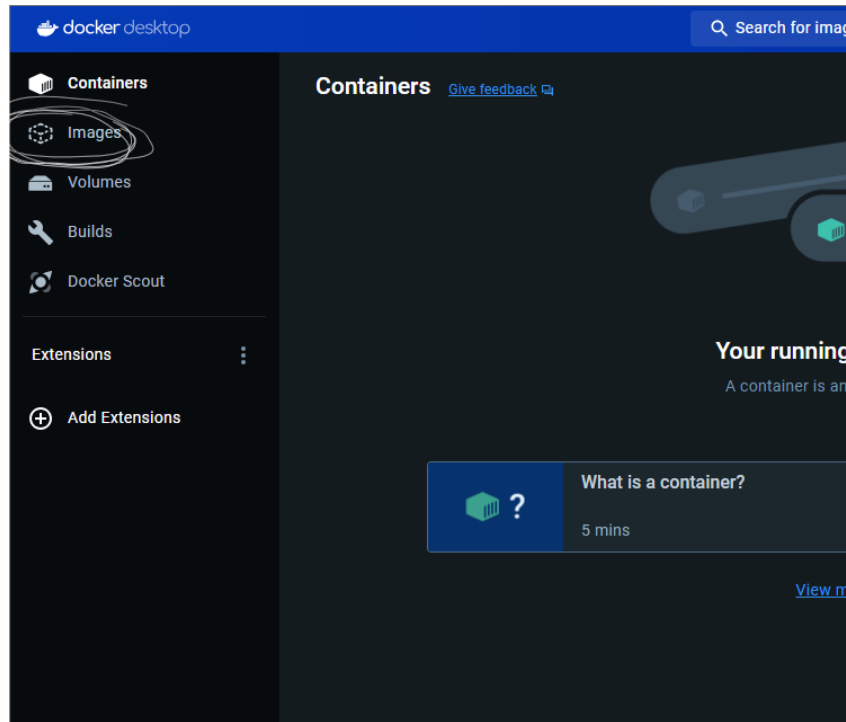 docker desktop
Search for imag
Containers
Images
Volumes
Builds
Docker Scout
Extensions
Add Extensions
Containers Give feedback
Your running
A container is an
What is a container?
?
5 mins
View m